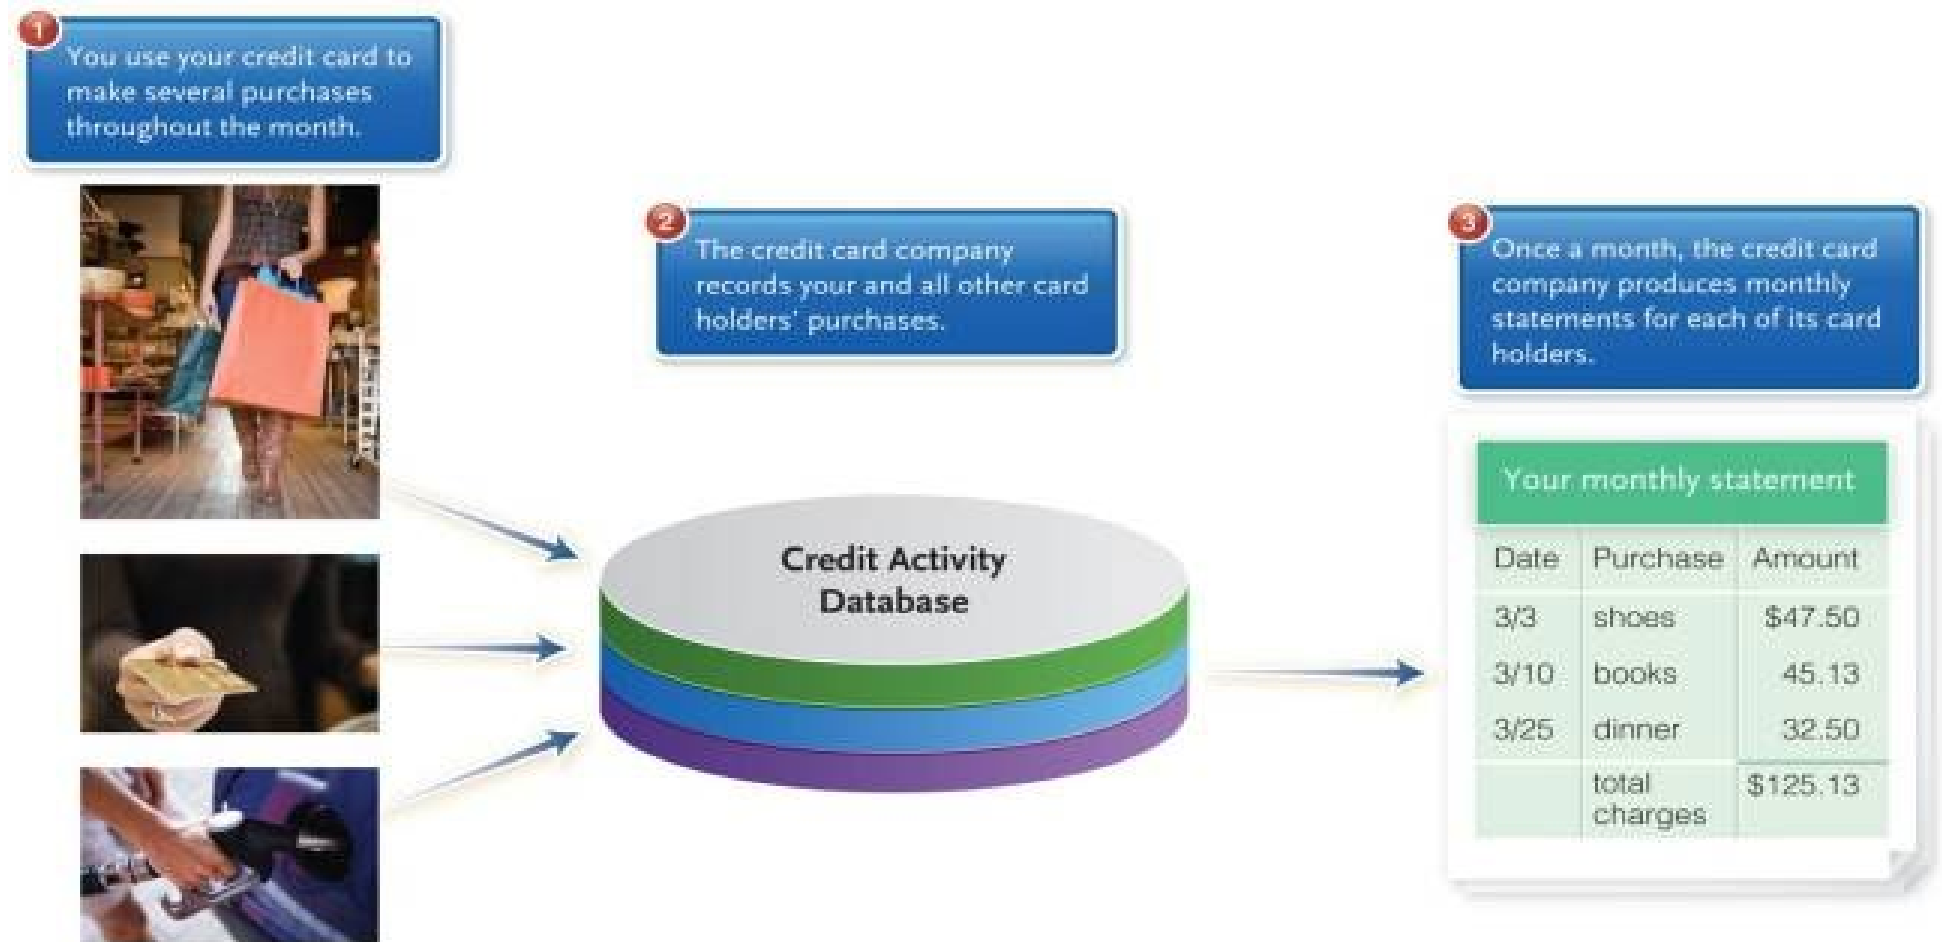 1
You use your credit card to
make several purchases
throughout the month.
2
The credit card company
records your and all other card
holders' purchases.
3
Once a month, the credit card
company produces monthly
statements for each of its card
holders.
Credit Activity
Database
Your monthly statement
Date Purchase Amount
3/3 shoes $47.50
3/10 books 45.13
3/25 dinner 32.50
total $125.13
charges